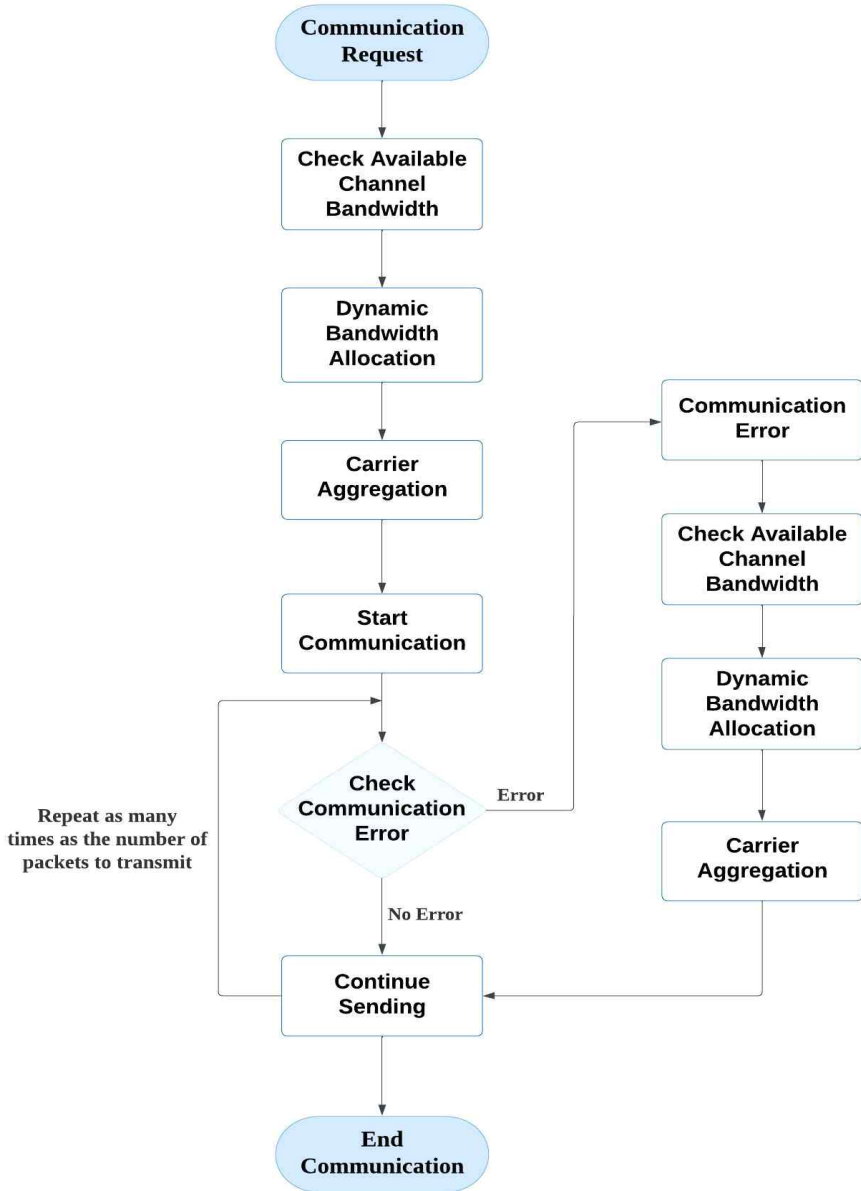 Communication
Request
Check Available
Channel
Bandwidth
Dynamic
Bandwidth
Allocation
Carrier
Aggregation
Start
Communication
Check
Communication
Error
Error
No Error
Repeat as many
times as the number of
packets to transmit
Communication
Error
Check Available
Channel
Bandwidth
Dynamic
Bandwidth
Allocation
Carrier
Aggregation
Continue
Sending
End
Communication